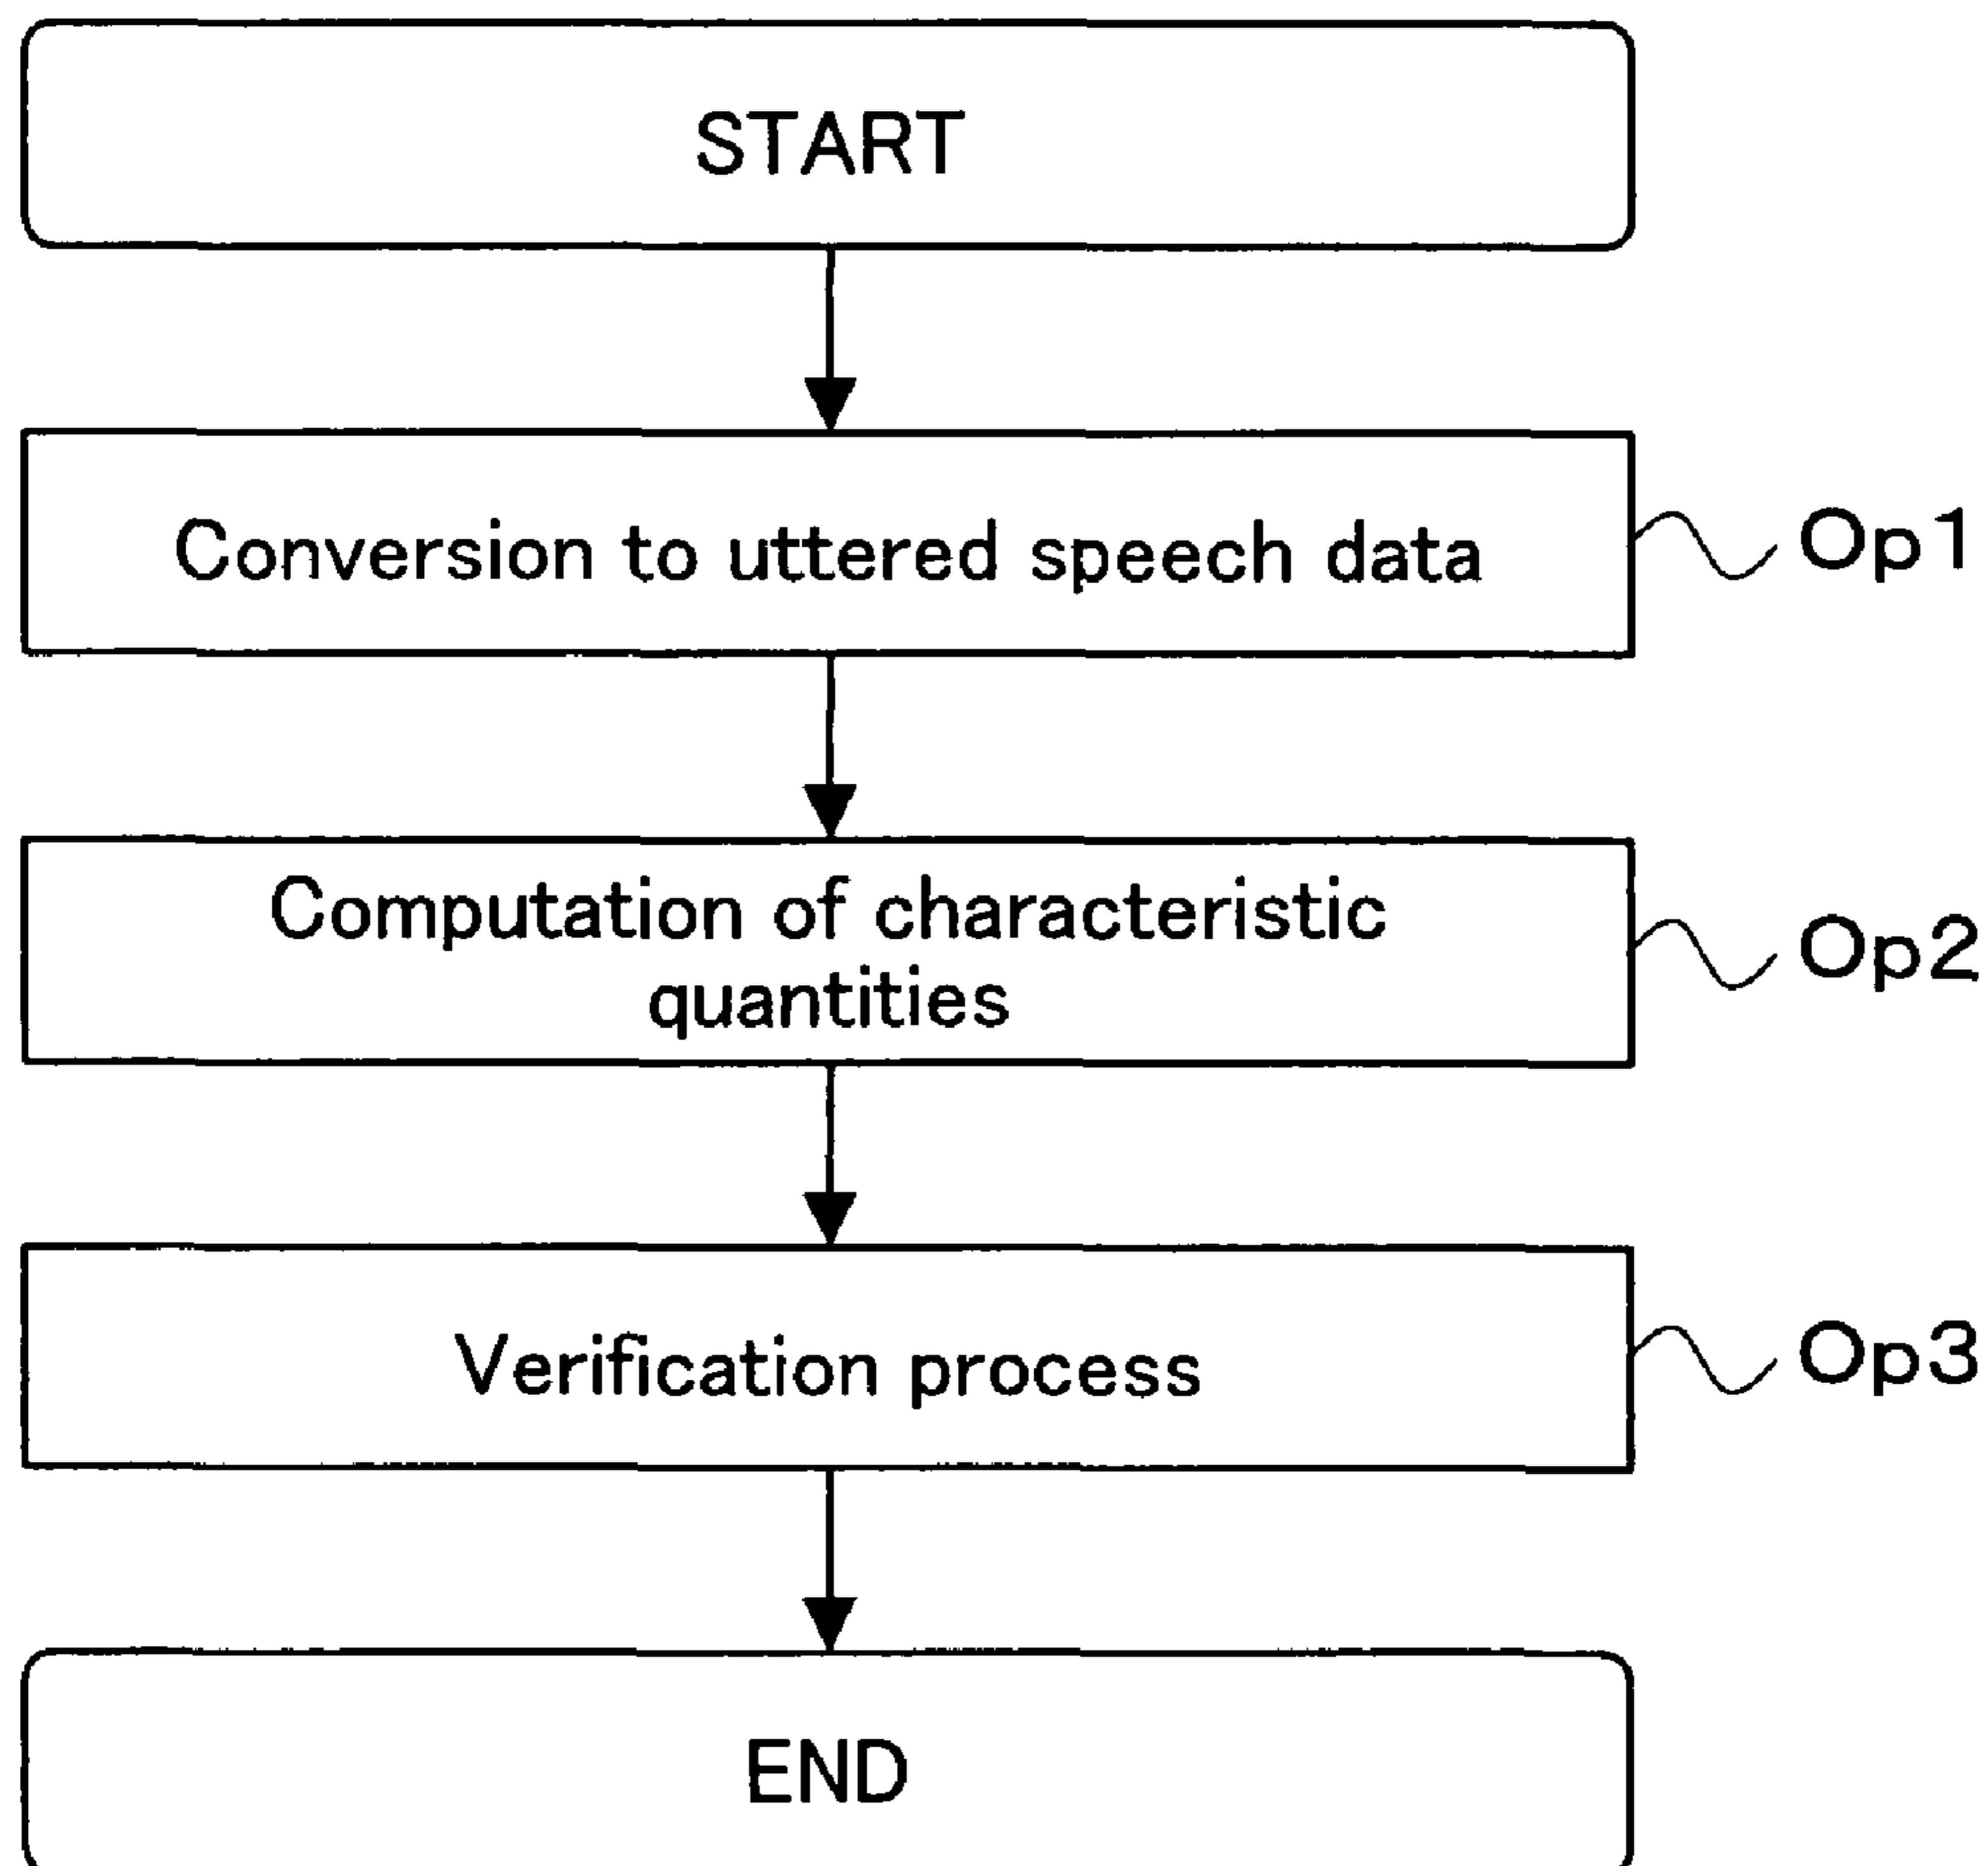 START
Conversion to uttered speech data
Op1
Computation of characteristic
quantities
Op2
Verification process
Op3
END